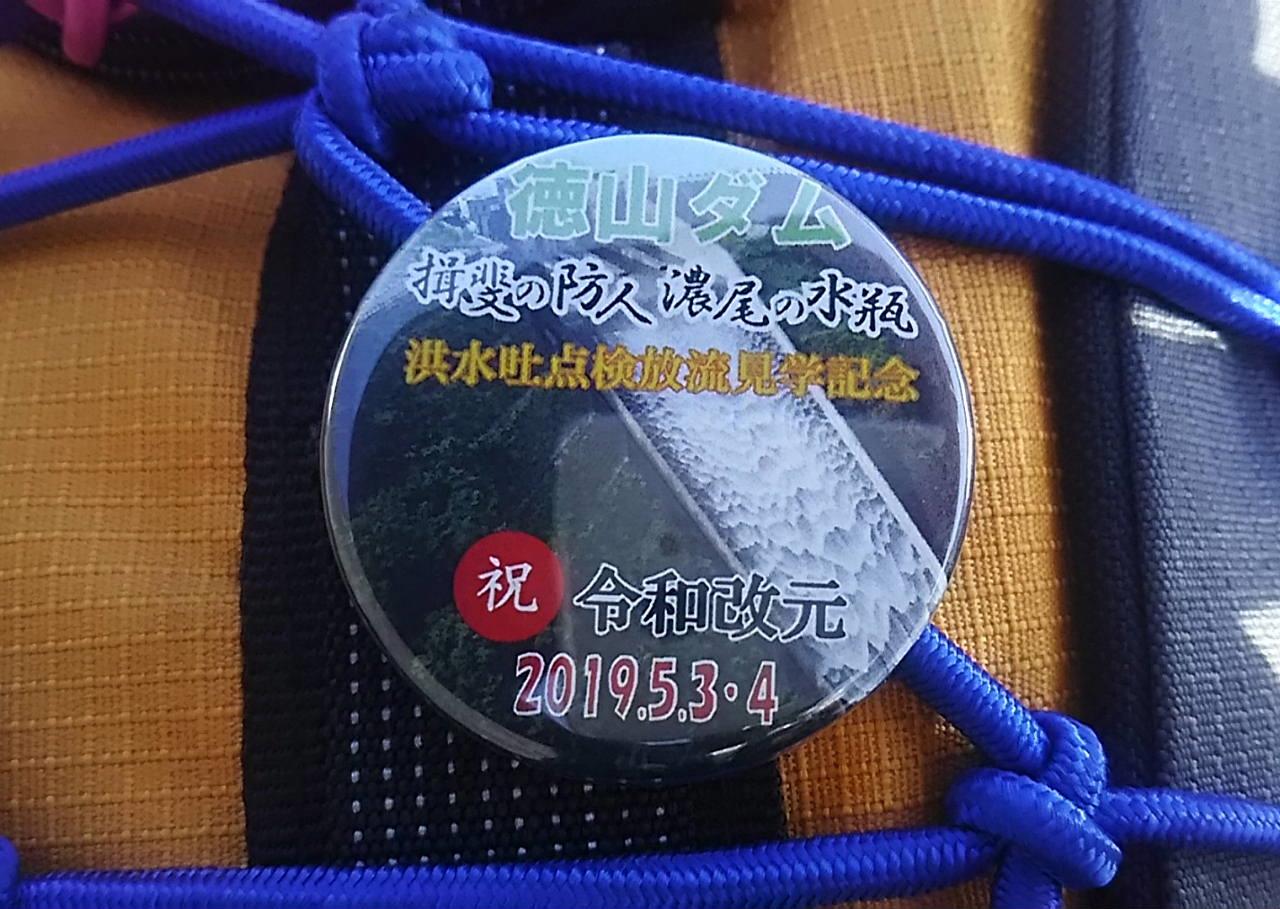 徳山ダム
揖斐の防人 濃尾の水瓶
洪水吐点検放流見学記念
祝 令和改元
2019.5.3・4